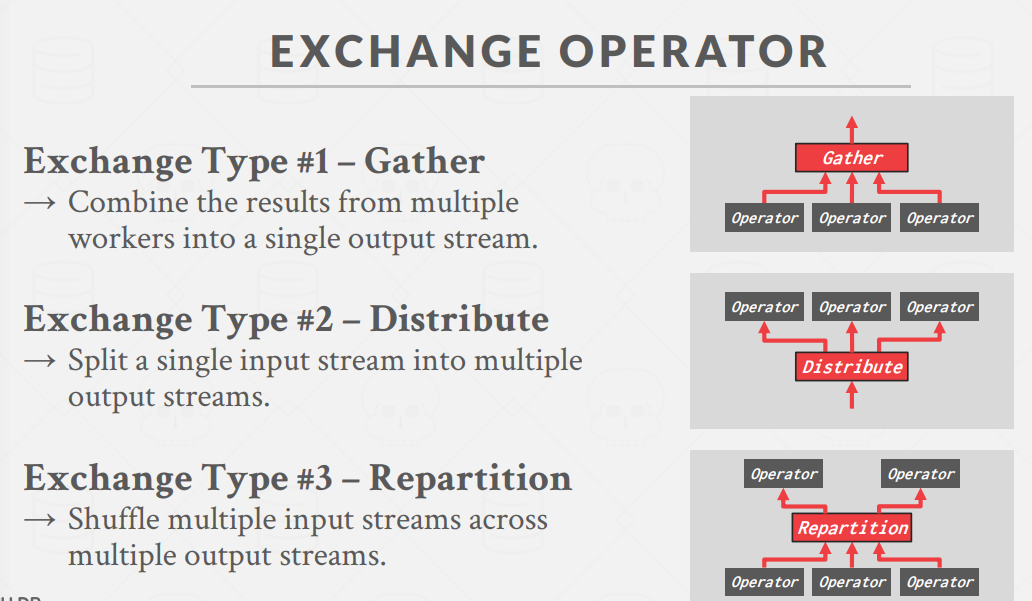 EXCHANGE OPERATOR
Exchange Type #1 – Gather
→ Combine the results from multiple
workers into a single output stream.
Gather
Operator Operator Operator
Exchange Type #2 – Distribute
→ Split a single input stream into multiple
output streams.
Operator Operator Operator
Distribute
Exchange Type #3 – Repartition
→ Shuffle multiple input streams across
multiple output streams.
Operator Operator
Repartition
Operator Operator Operator